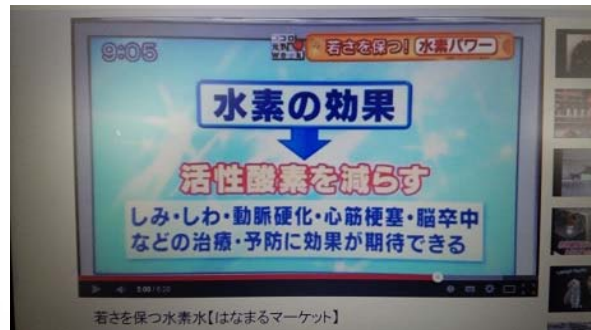 9:05
若さを保つ! 水素パワー
水素の効果
活性酸素を減らす
しみ・しわ・動脈硬化・心筋梗塞・脳卒中
などの治療・予防に効果が期待できる
若さを保つ水素水【はなまるマーケット】